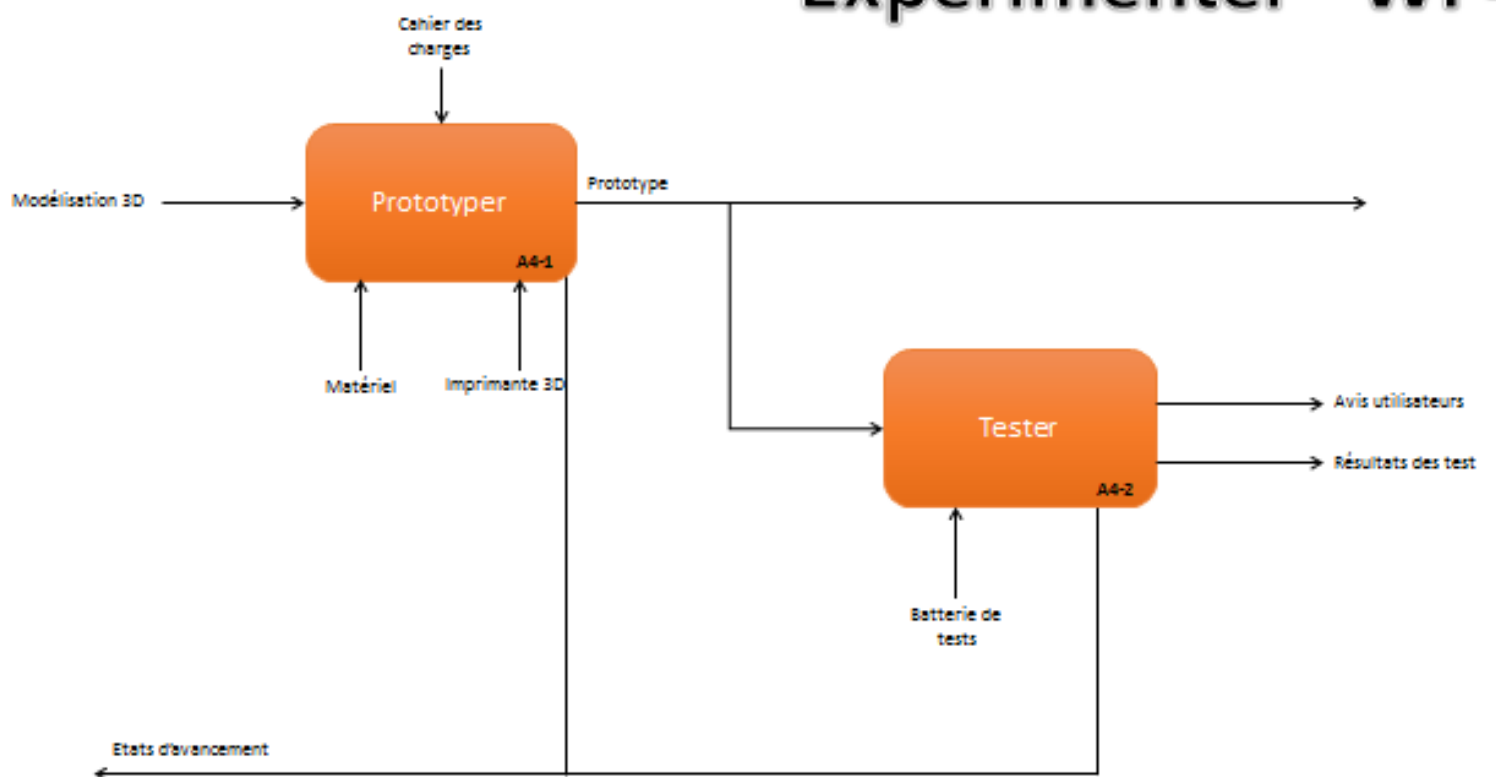 Expérimenter
Cahier des
charges
Modélisation 3D
Prototyper
A4-1
Prototype
Matériel
Imprimante 3D
Tester
A4-2
Avis utilisateurs
Résultats des test
Batterie de
tests
Etats d'avancement